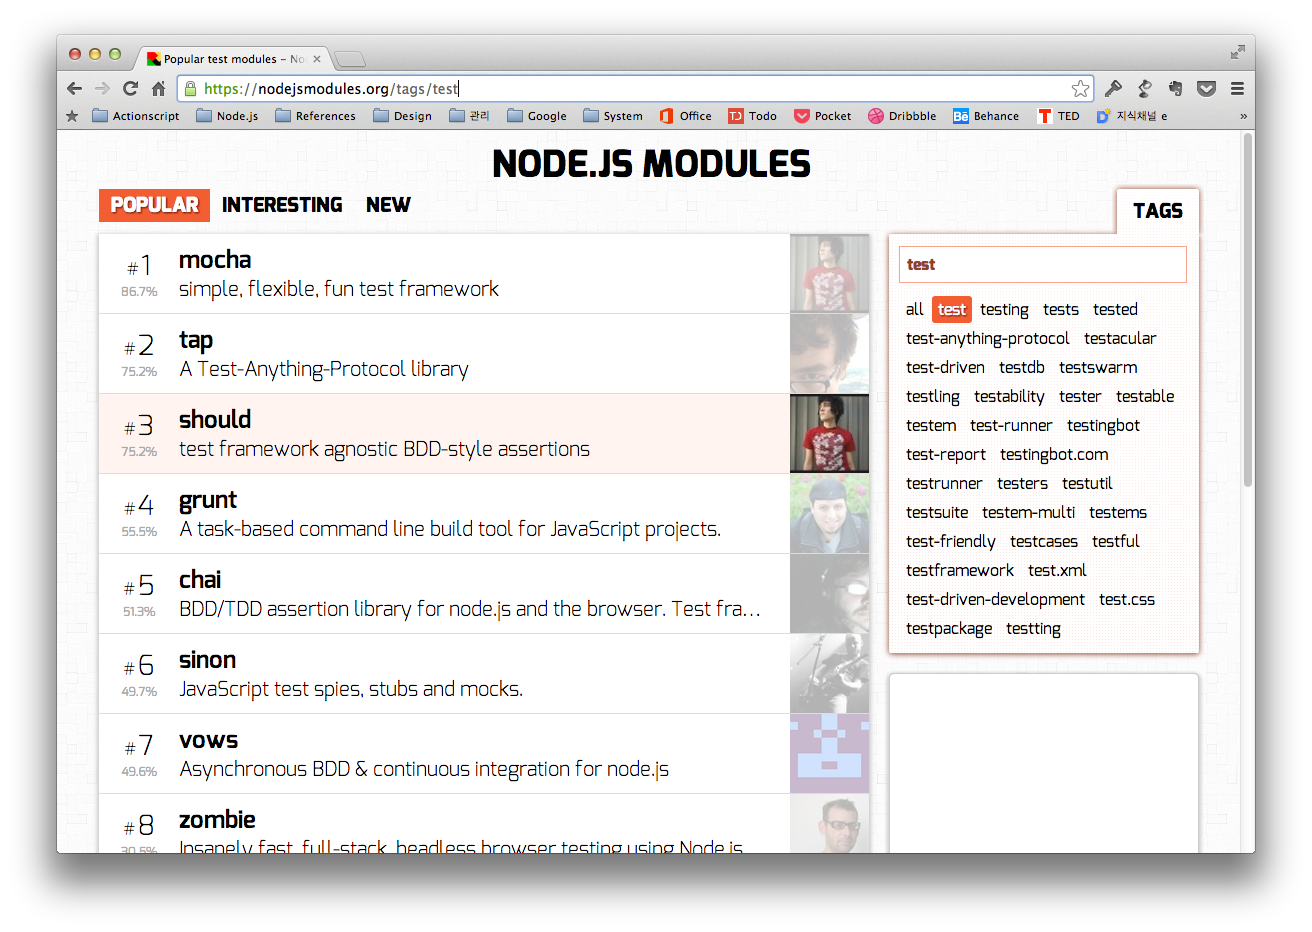 Popular test modules – No
https://nodejsmodules.org/tags/test
Actionscript Node.js References Design 관리 Google System Office Todo Pocket Dribbble Behance TED 지식채널 e »
NODE.JS MODULES
POPULAR INTERESTING NEW
TAGS
#1 mocha
86.7% simple, flexible, fun test framework
#2 tap
75.2% A Test-Anything-Protocol library
#3 should
75.2% test framework agnostic BDD-style assertions
#4 grunt
55.5% A task-based command line build tool for JavaScript projects.
#5 chai
51.3% BDD/TDD assertion library for node.js and the browser. Test fra...
#6 sinon
49.7% JavaScript test spies, stubs and mocks.
#7 vows
49.6% Asynchronous BDD & continuous integration for node.js
#8 zombie
30.5% Insanely fast, full-stack, headless browser testing using Node.js
test
all test testing tests tested
test-anything-protocol testacular
test-driven testdb testswarm
testling testability tester testable
testem test-runner testingbot
test-report testingbot.com
testrunner testers testutil
testsuite testem-multi testems
test-friendly testcases testful
testframework test.xml
test-driven-development test.css
testpackage testting